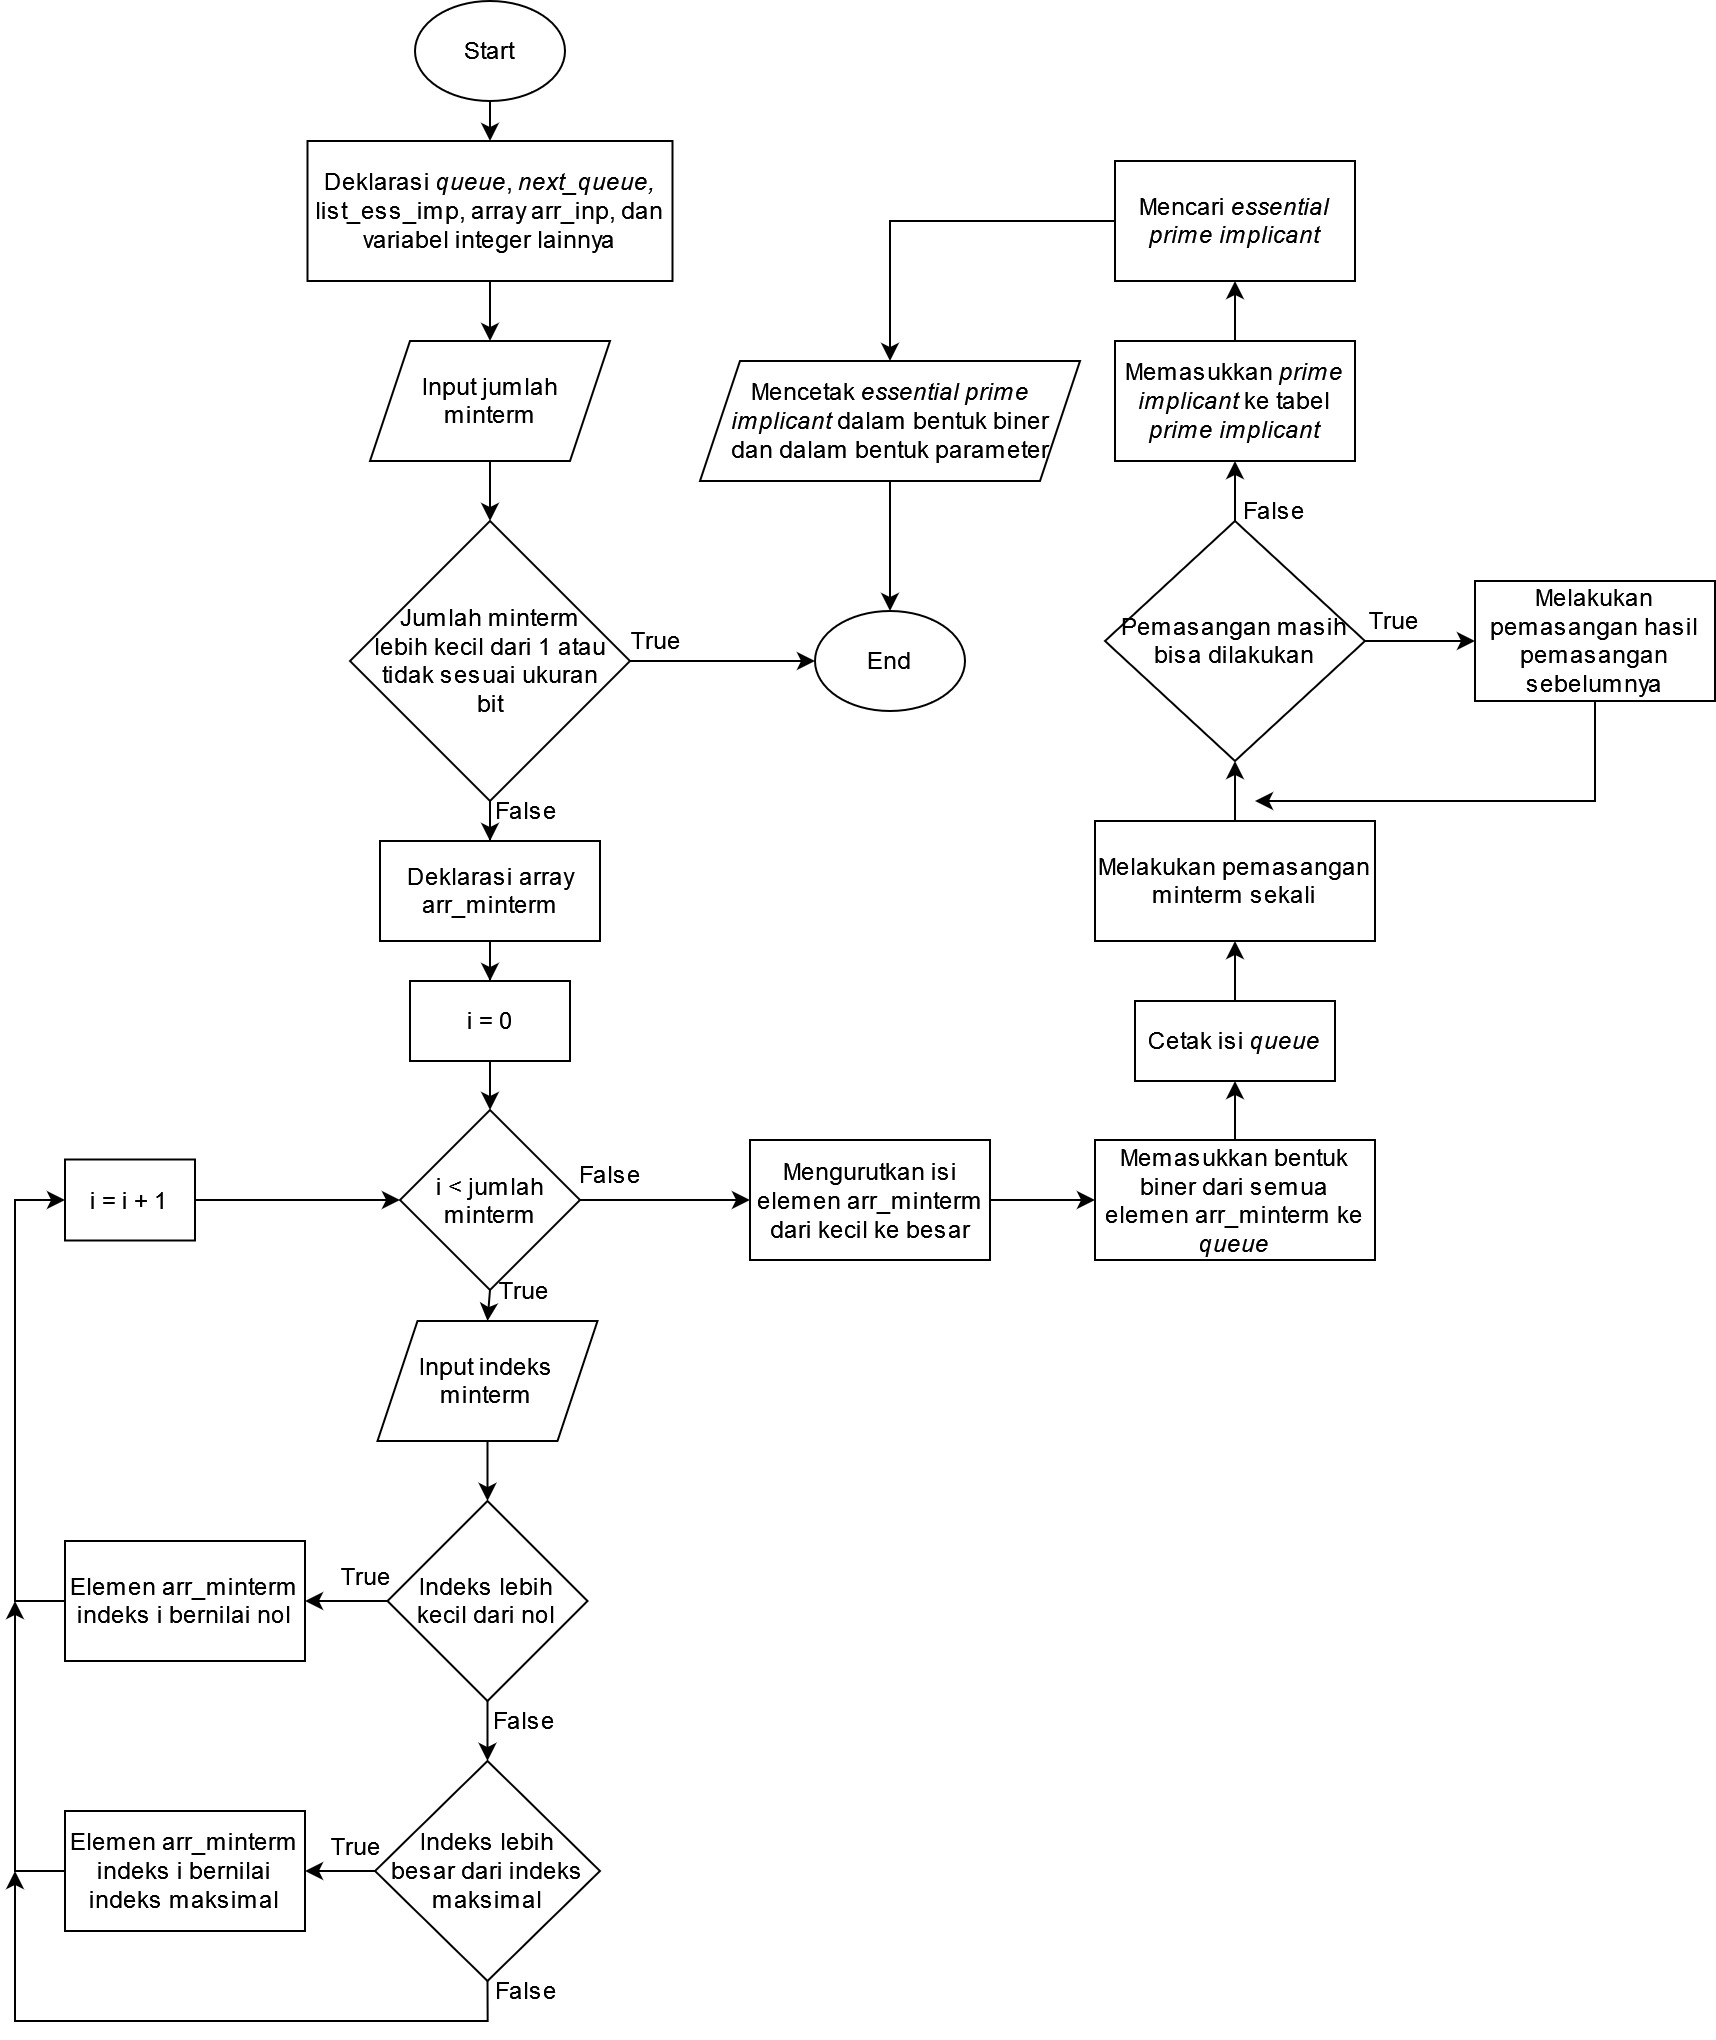 Start
Deklarasi queue, next_queue,
list_ess_imp, array arr_inp, dan
variabel integer lainnya
Input jumlah
minterm
Jumlah minterm
lebih kecil dari 1 atau
tidak sesuai ukuran
bit
True
False
Deklarasi array
arr_minterm
i = 0
i = i + 1
i < jumlah
minterm
False
True
Input indeks
minterm
Indeks lebih
kecil dari nol
True
Elemen arr_minterm
indeks i bernilai nol
False
Indeks lebih
besar dari indeks
maksimal
True
Elemen arr_minterm
indeks i bernilai
indeks maksimal
False
Mengurutkan isi
elemen arr_minterm
dari kecil ke besar
Memasukkan bentuk
biner dari semua
elemen arr_minterm ke
queue
Cetak isi queue
Melakukan pemasangan
minterm sekali
Pemasangan masih
bisa dilakukan
True
Melakukan
pemasangan hasil
pemasangan
sebelumnya
False
Memasukkan prime
implicant ke tabel
prime implicant
Mencari essential
prime implicant
Mencetak essential prime
implicant dalam bentuk biner
dan dalam bentuk parameter
End